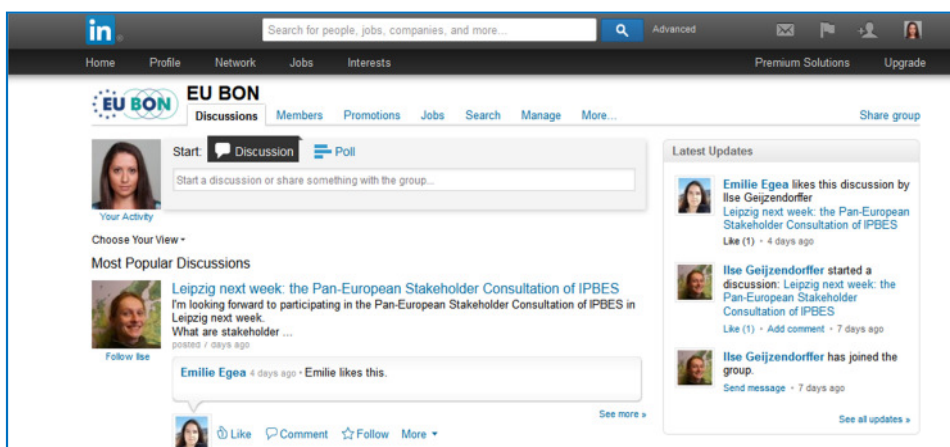 in
Search for people, jobs, companies, and more...
Advanced
Home Profile Network Jobs Interests Premium Solutions Upgrade
EU BON
EU BON
Discussions Members Promotions Jobs Search Manage More... Share group
Start: Discussion Poll
Start a discussion or share something with the group...
Your Activity
Choose Your View
Most Popular Discussions
Leipzig next week: the Pan-European Stakeholder Consultation of IPBES
I'm looking forward to participating in the Pan-European Stakeholder Consultation of IPBES in
Leipzig next week.
What are stakeholder ...
posted 7 days ago
Follow Ilse
Emilie Egea 4 days ago • Emilie likes this.
See more »
Like Comment Follow More
Latest Updates
Emilie Egea likes this discussion by
Ilse Geijzendorffer
Leipzig next week: the Pan-European
Stakeholder Consultation of IPBES
Like (1) • 4 days ago
Ilse Geijzendorffer started a
discussion: Leipzig next week: the
Pan-European Stakeholder
Consultation of IPBES
Like (1) • Add comment • 7 days ago
Ilse Geijzendorffer has joined the
group.
Send message • 7 days ago
See all updates »